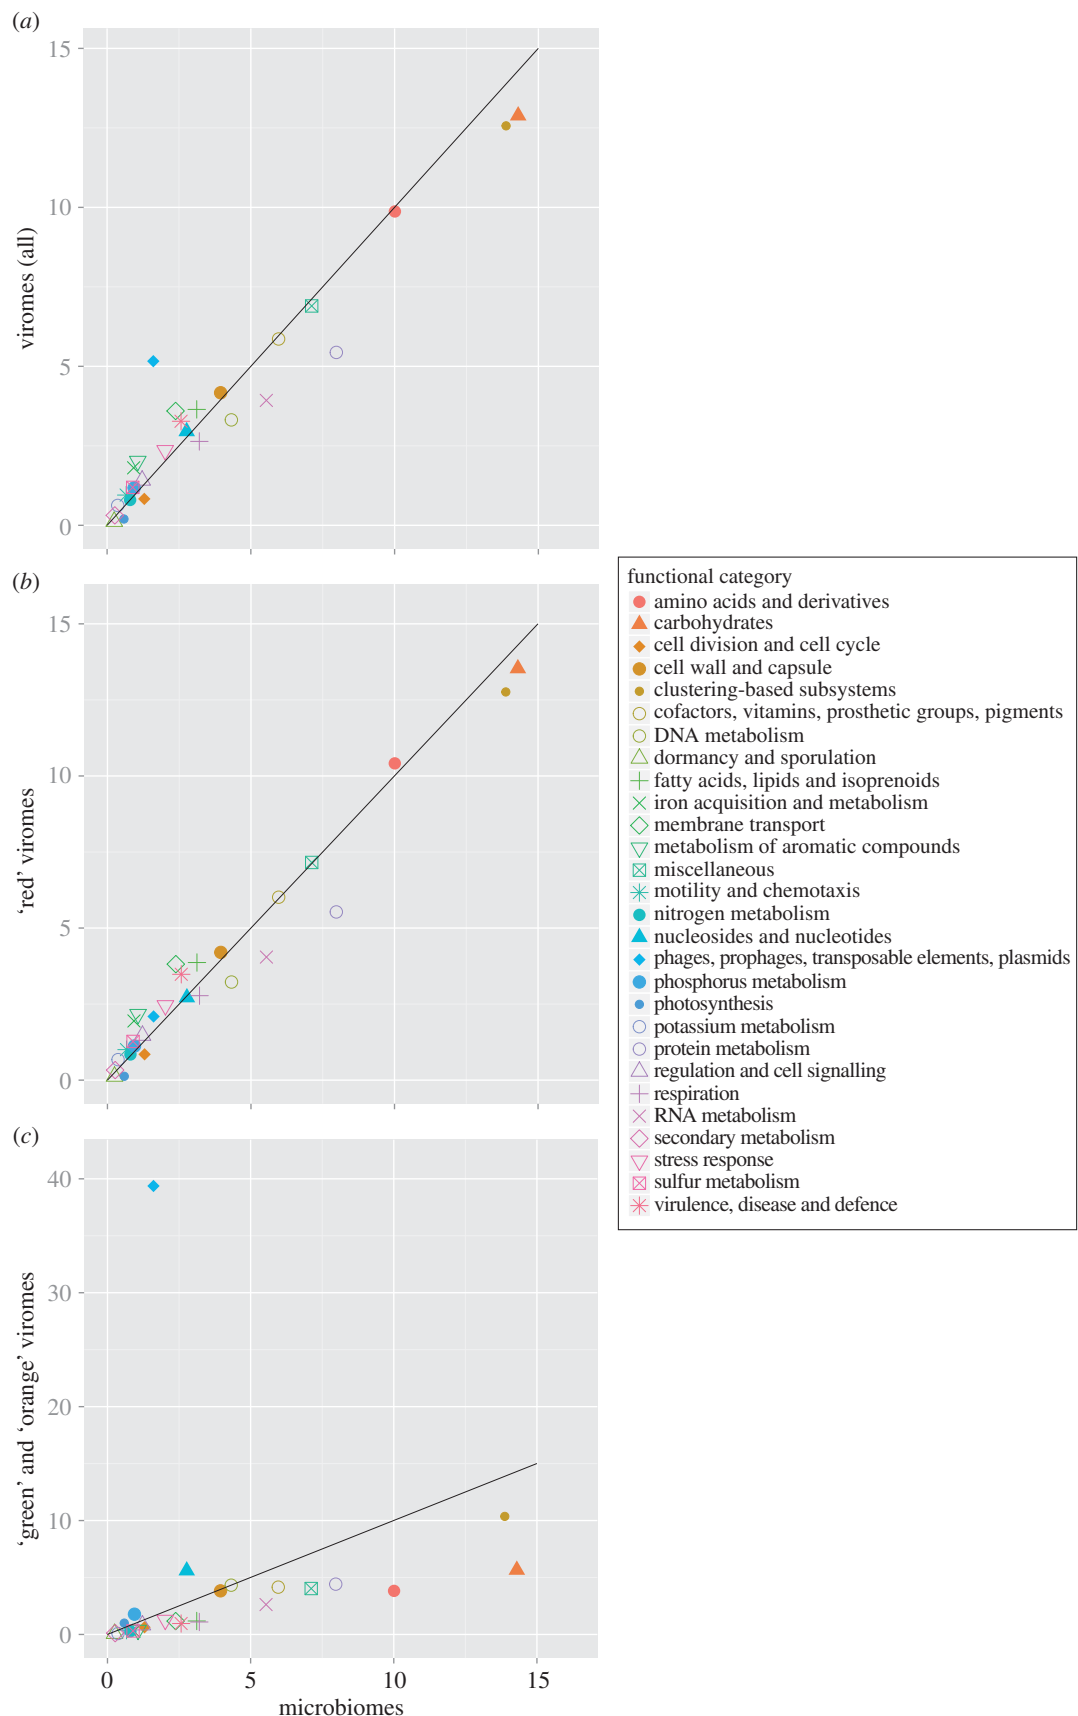 (a)
15
10
5
0
viromes (all)
(b)
15
10
5
0
‘red’ viromes
(c)
40
30
20
10
0
‘green’ and ‘orange’ viromes
0 5 10 15
microbiomes
functional category
amino acids and derivatives
carbohydrates
cell division and cell cycle
cell wall and capsule
clustering-based subsystems
cofactors, vitamins, prosthetic groups, pigments
DNA metabolism
dormancy and sporulation
fatty acids, lipids and isoprenoids
iron acquisition and metabolism
membrane transport
metabolism of aromatic compounds
miscellaneous
motility and chemotaxis
nitrogen metabolism
nucleosides and nucleotides
phages, prophages, transposable elements, plasmids
phosphorus metabolism
photosynthesis
potassium metabolism
protein metabolism
regulation and cell signalling
respiration
RNA metabolism
secondary metabolism
stress response
sulfur metabolism
virulence, disease and defence